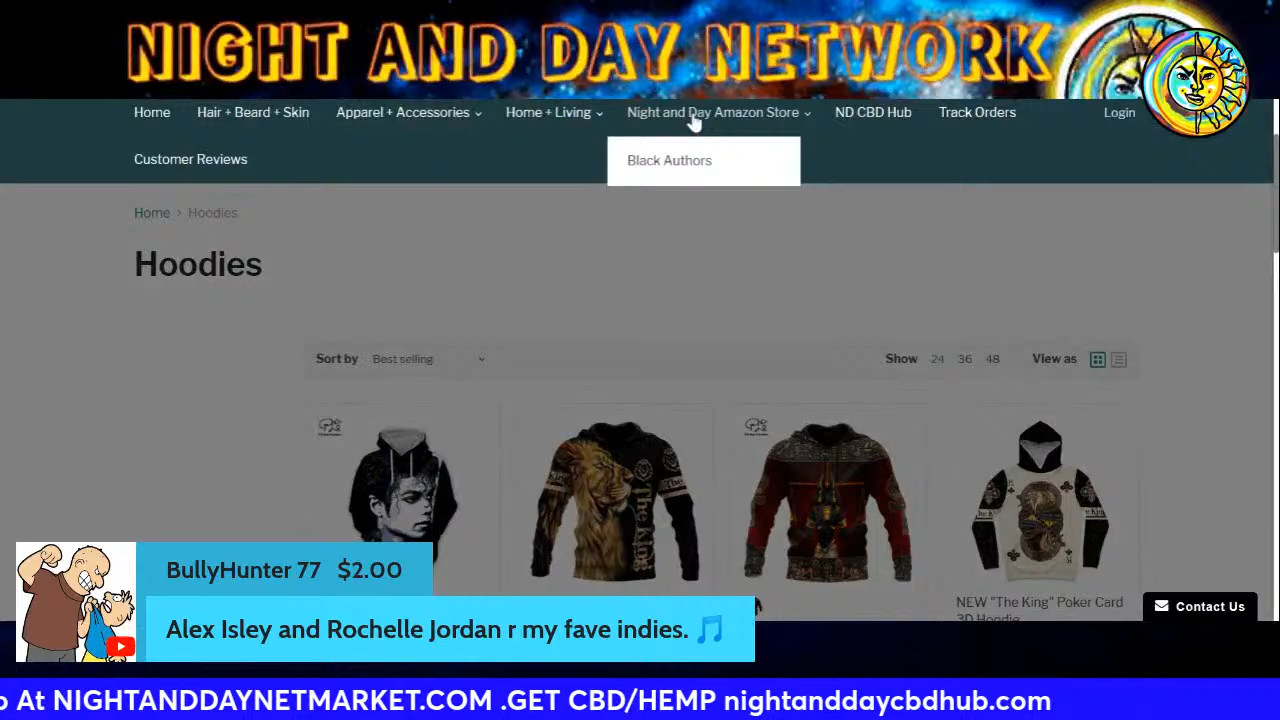 NIGHT AND DAY NETWORK
Home Hair + Beard + Skin Apparel + Accessories Home + Living Night and Day Amazon Store ND CBD Hub Track Orders Login
Customer Reviews Black Authors
Home > Hoodies
Hoodies
Sort by Best selling Show 24 36 48 View as
The King
NEW "The King" Poker Card
3D Hoodie
Contact Us
BullyHunter 77 $2.00
Alex Isley and Rochelle Jordan r my fave indies. 🎵
At NIGHTANDDAYNETMARKET.COM .GET CBD/HEMP nightanddaycbdhub.com